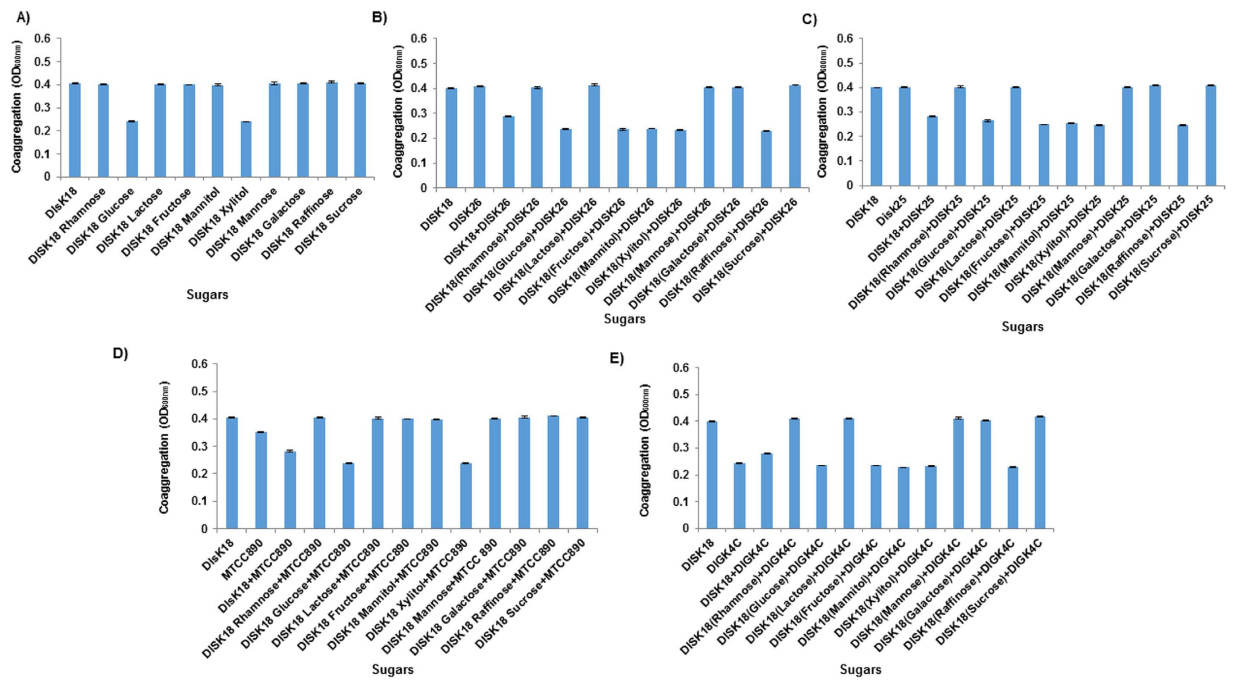 A)
Coaggregation (OD600nm)
0.6
0.5
0.4
0.3
0.2
0.1
0
DIsK18
DISK18 Rhamnose
DISK18 Glucose
DISK18 Lactose
DISK18 Fructose
DISK18 Mannitol
DISK18 Xylitol
DISK18 Mannose
DISK18 Galactose
DISK18 Raffinose
DISK18 Sucrose
Sugars
B)
Coaggregation (OD600nm)
0.6
0.5
0.4
0.3
0.2
0.1
0
DISK18
DISK26
DISK18+DISK26
DISK18(Rhamnose)+DISK26
DISK18(Glucose)+DISK26
DISK18(Lactose)+DISK26
DISK18(Fructose)+DISK26
DISK18(Mannitol)+DISK26
DISK18(Xylitol)+DISK26
DISK18(Mannose)+DISK26
DISK18(Galactose)+DISK26
DISK18(Raffinose)+DISK26
DISK18(Sucrose)+DISK26
Sugars
C)
Coaggregation (OD600nm)
0.6
0.5
0.4
0.3
0.2
0.1
0
DISK18
Disk25
DISK18+DISK25
DISK18(Rhamnose)+DISK25
DISK18(Glucose)+DISK25
DISK18(Lactose)+DISK25
DISK18(Fructose)+DISK25
DISK18(Mannitol)+DISK25
DISK18(Xylitol)+DISK25
DISK18(Mannose)+DISK25
DISK18(Galactose)+DISK25
DISK18(Raffinose)+DISK25
DISK18(Sucrose)+DISK25
Sugars
D)
Coaggregation (OD600nm)
0.6
0.5
0.4
0.3
0.2
0.1
0
DIsK18
MTCC890
DIsK18+MTCC890
DISK18 Rhamnose+MTCC890
DISK18 Glucose+MTCC890
DISK18 Lactose+MTCC890
DISK18 Fructose+MTCC890
DISK18 Mannitol+MTCC890
DISK18 Xylitol+MTCC890
DISK18 Mannose+MTCC 890
DISK18 Galactose+MTCC890
DISK18 Raffinose+MTCC890
DISK18 Sucrose+MTCC890
Sugars
E)
Coaggregation (OD600nm)
0.6
0.5
0.4
0.3
0.2
0.1
0
DISK18
DIGK4C
DISK18+DIGK4C
DISK18(Rhamnose)+DIGK4C
DISK18(Glucose)+DIGK4C
DISK18(Lactose)+DIGK4C
DISK18(Fructose)+DIGK4C
DISK18(Mannitol)+DIGK4C
DISK18(Xylitol)+DIGK4C
DISK18(Mannose)+DIGK4C
DISK18(Galactose)+DIGK4C
DISK18(Raffinose)+DIGK4C
DISK18(Sucrose)+DIGK4C
Sugars